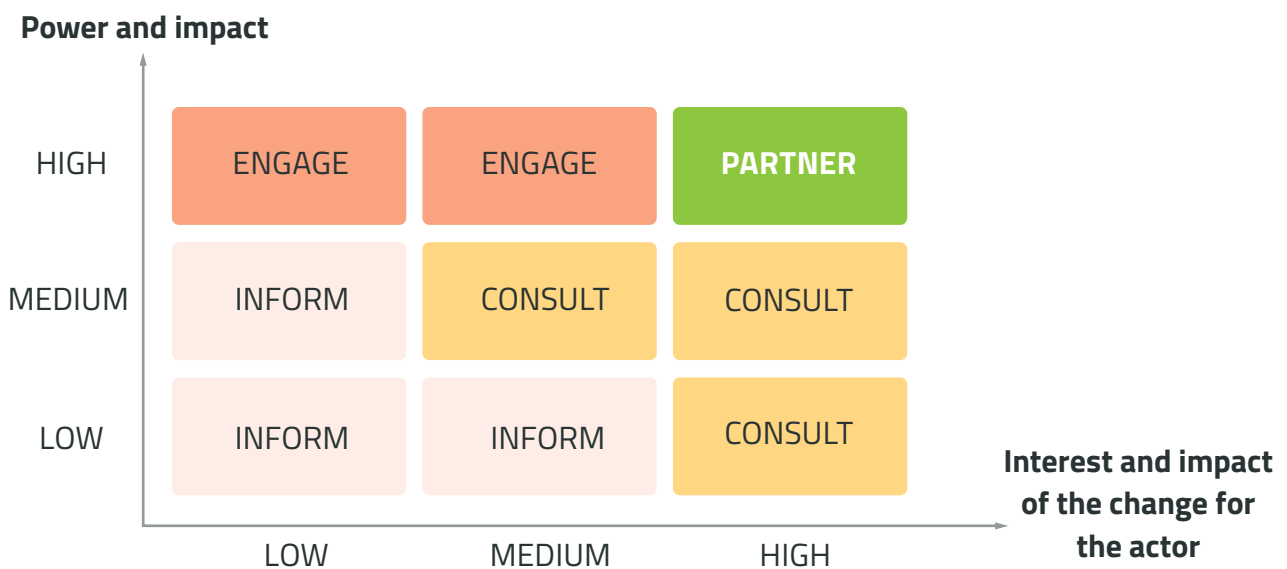 Power and impact
HIGH
ENGAGE
ENGAGE
PARTNER
MEDIUM
INFORM
CONSULT
CONSULT
LOW
INFORM
INFORM
CONSULT
Interest and impact
of the change for
the actor
LOW
MEDIUM
HIGH